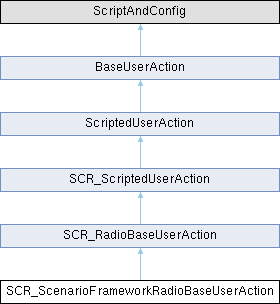 ScriptAndConfig
BaseUserAction
ScriptedUserAction
SCR_ScriptedUserAction
SCR_RadioBaseUserAction
SCR_ScenarioFrameworkRadioBaseUserAction